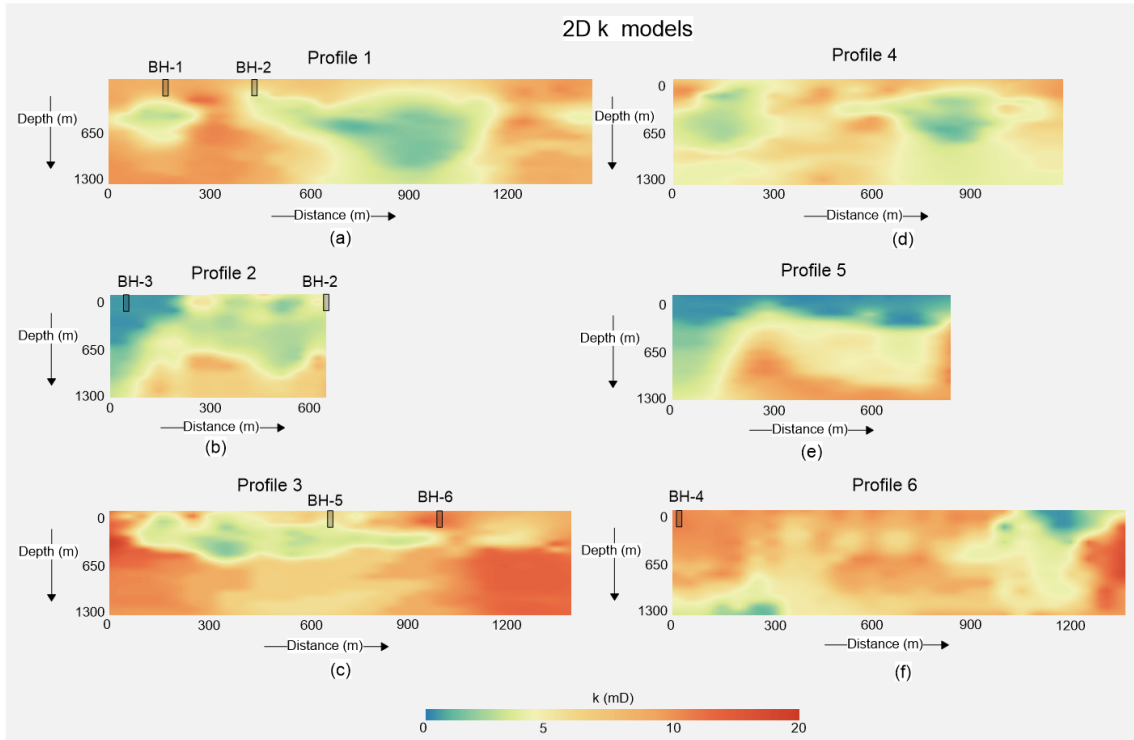 2D k models
Profile 1
BH-1
BH-2
Depth (m)
650
1300
0
300
600
900
1200
Distance (m)
(a)
Profile 4
0
Depth (m)
650
1300
0
300
600
900
Distance (m)
(d)
Profile 2
BH-3
BH-2
0
Depth (m)
650
1300
0
300
600
Distance (m)
(b)
Profile 5
0
Depth (m)
650
1300
0
300
600
Distance (m)
(e)
Profile 3
BH-5
BH-6
0
Depth (m)
650
1300
0
300
600
900
1200
Distance (m)
(c)
Profile 6
BH-4
0
Depth (m)
650
1300
0
300
600
900
1200
Distance (m)
(f)
k (mD)
0
5
10
20